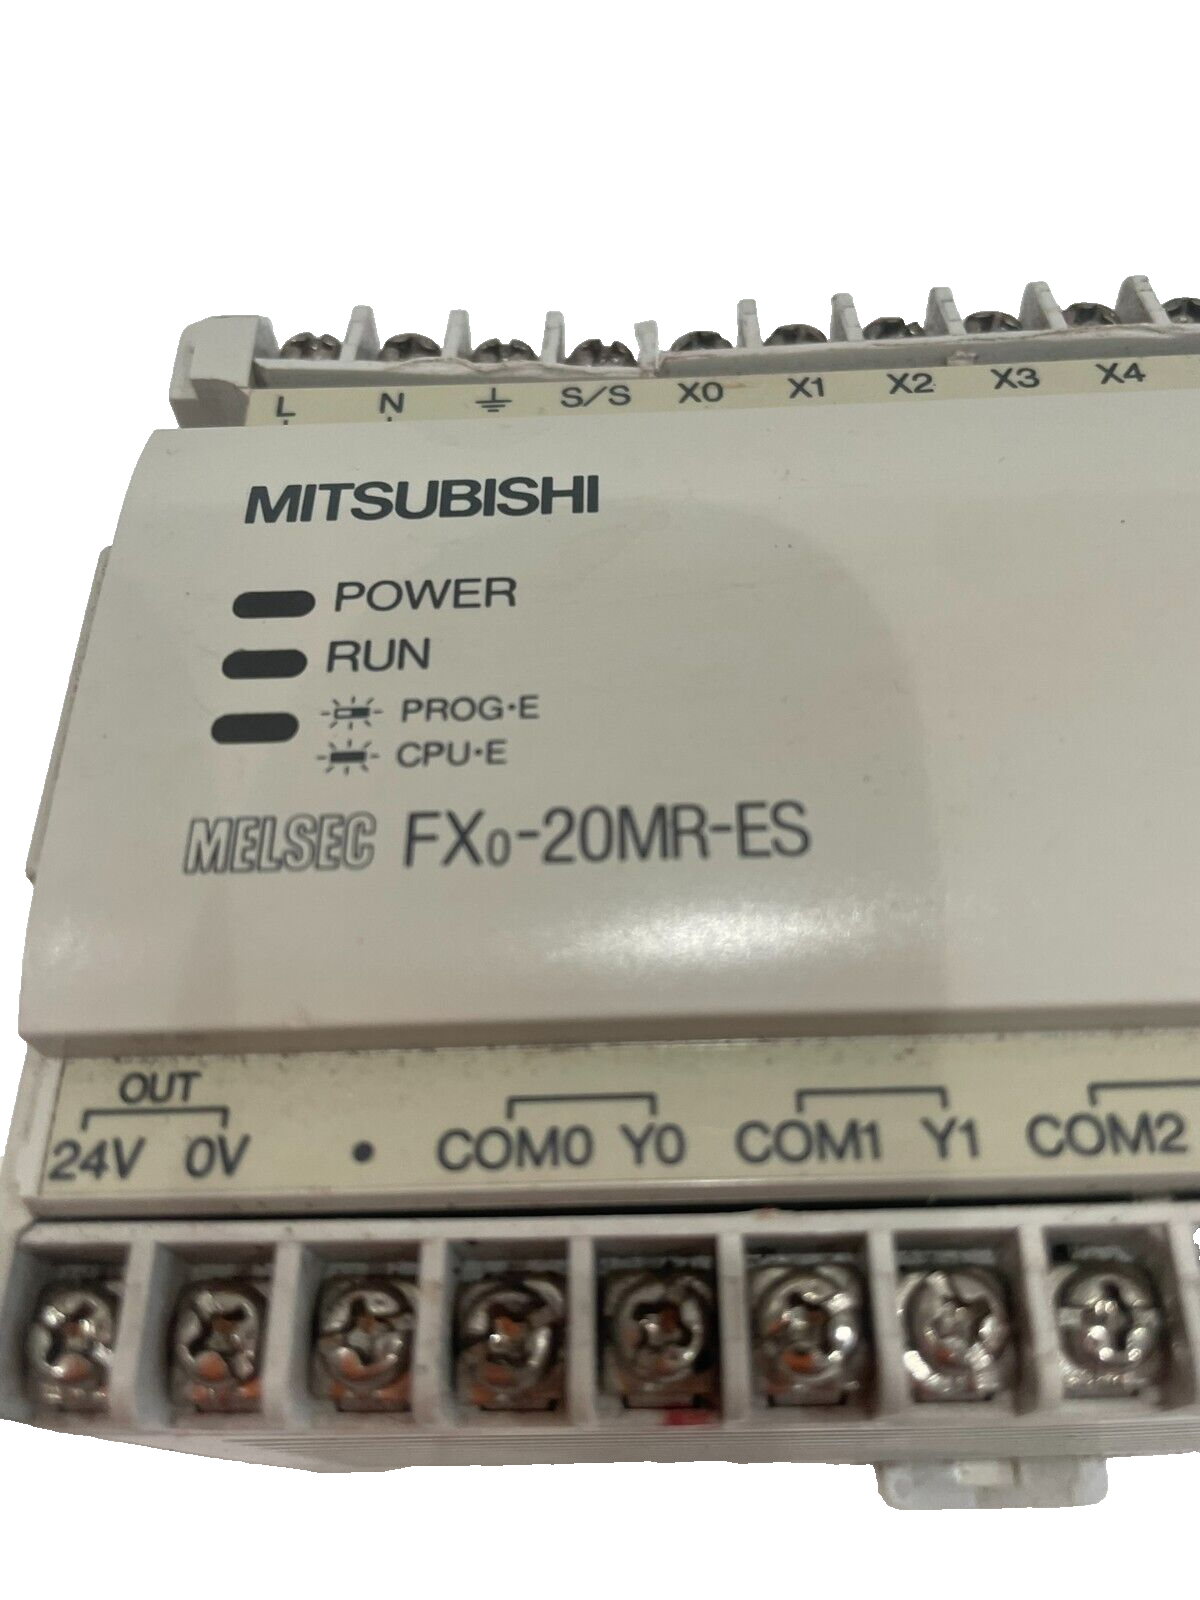 L N S/S X0 X1 X2 X3 X4
MITSUBISHI
POWER
RUN
PROG•E
CPU•E
MELSEC FX0-20MR-ES
OUT
24V 0V • COM0 Y0 COM1 Y1 COM2